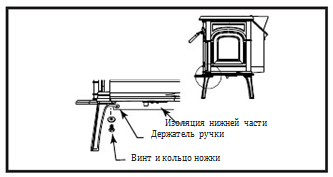 Изоляция нижней части
Держатель ручки
Винт и кольцо ножки